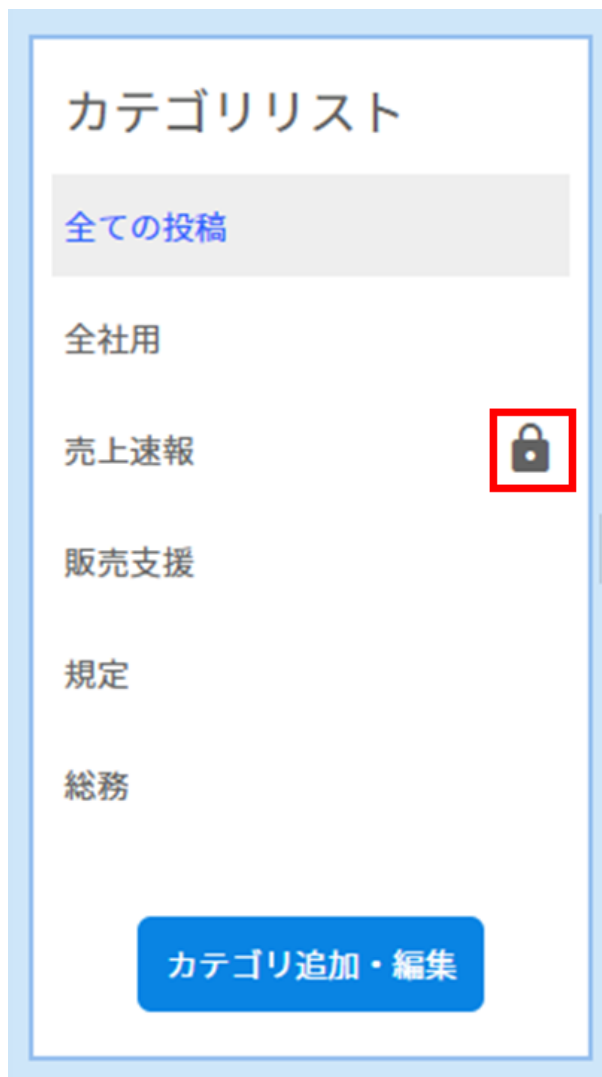 カテゴリリスト
全ての投稿
全社用
売上速報
販売支援
規定
総務
カテゴリ追加・編集